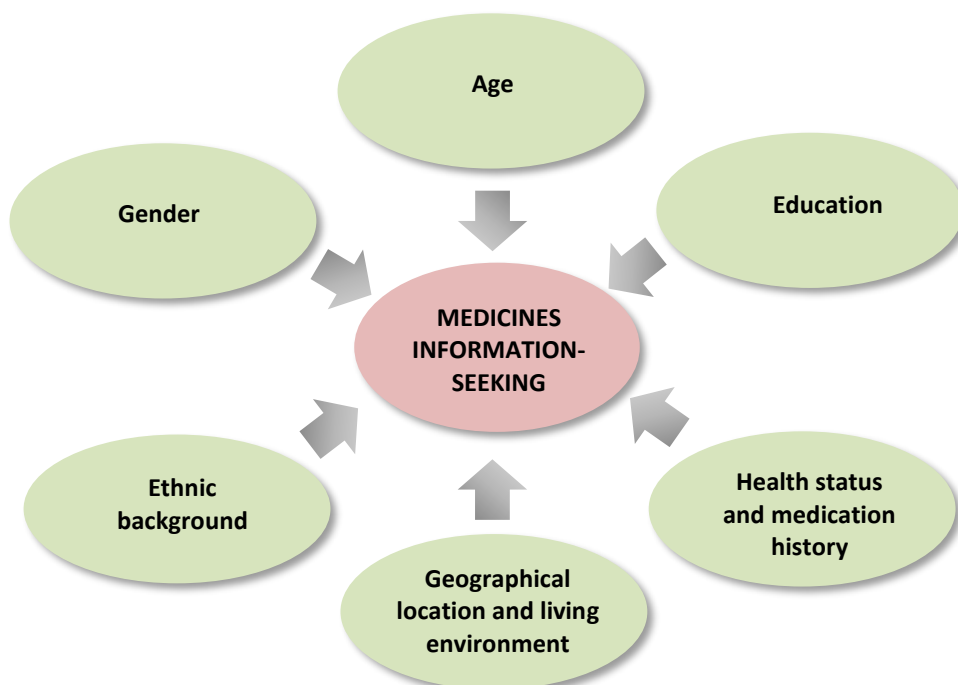 Age
Gender
Education
MEDICINES
INFORMATION-
SEEKING
Ethnic
background
Health status
and medication
history
Geographical
location and living
environment